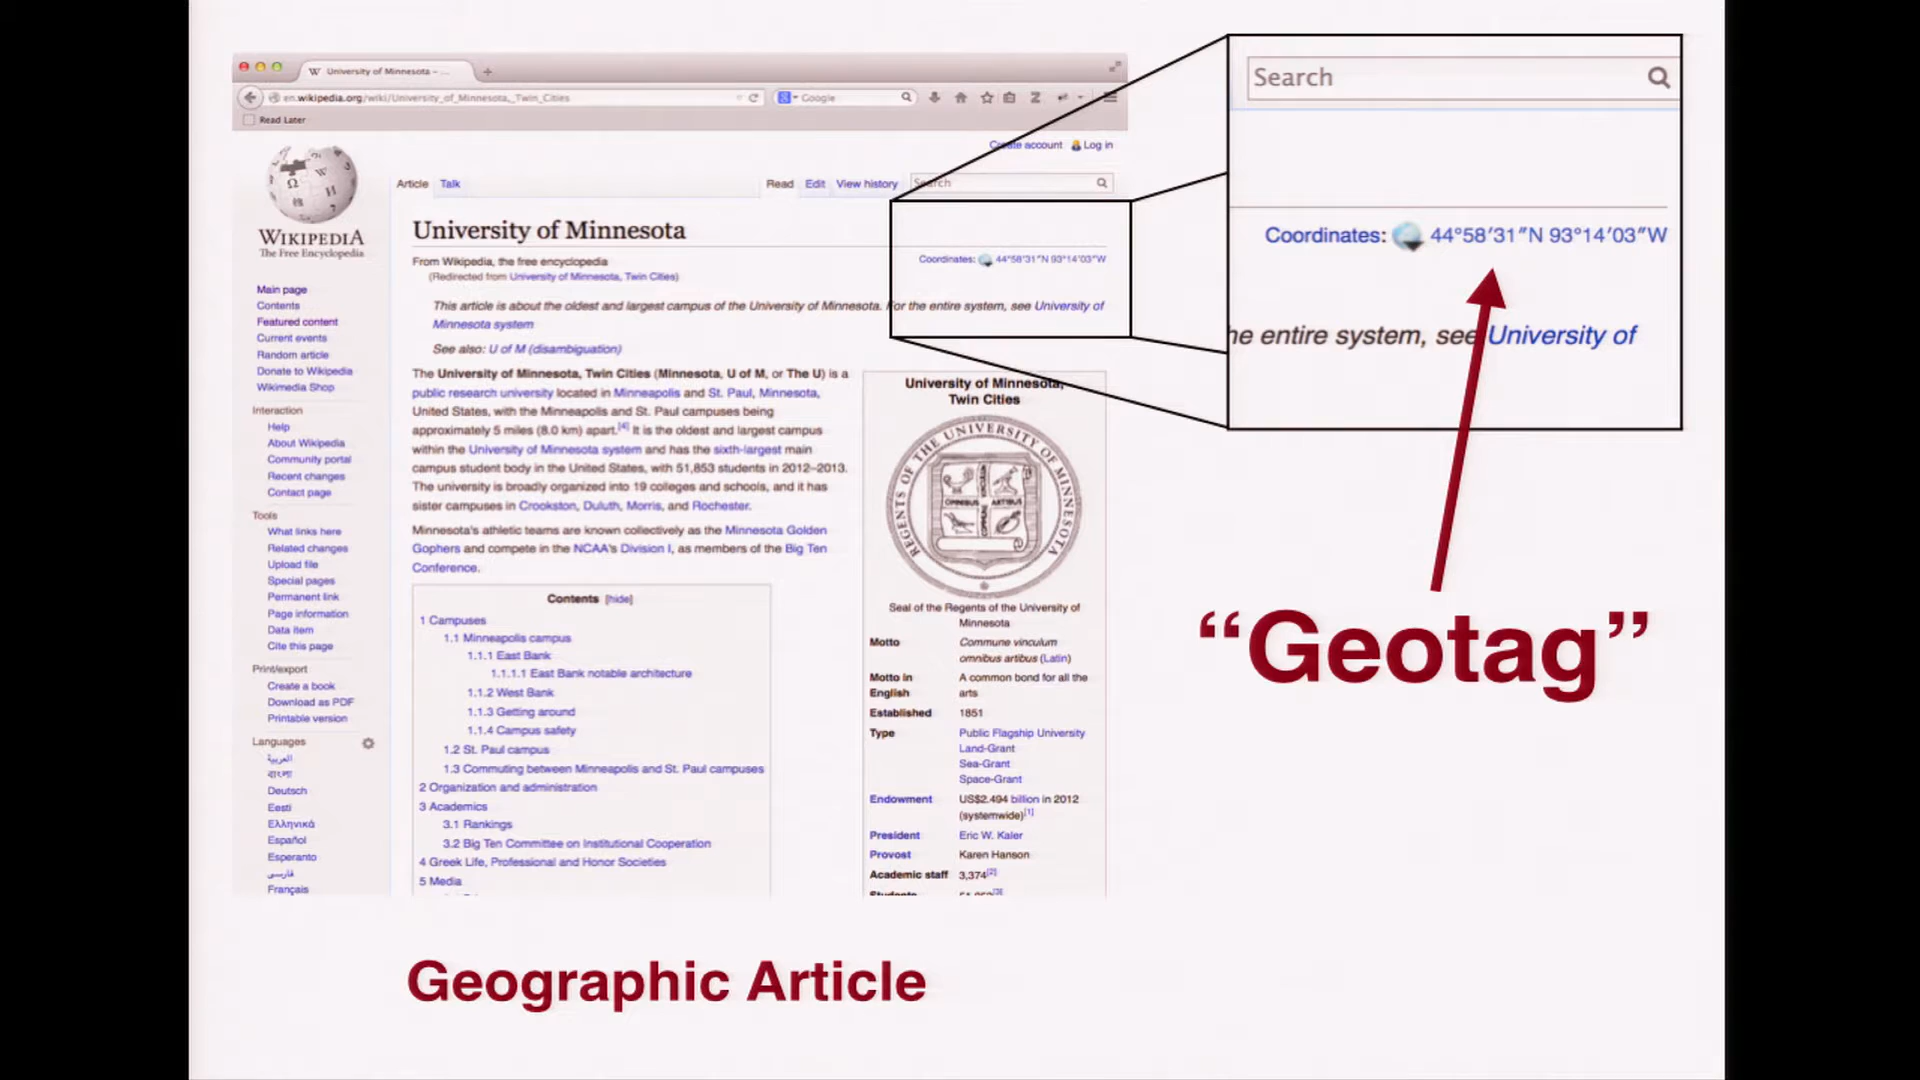 University of Minnesota – ...
en.wikipedia.org/wiki/University_of_Minnesota,_Twin_Cities
Google
Read Later
Create account
Log in
Article
Talk
Read
Edit
View history
Search
WIKIPEDIA
The Free Encyclopedia
Main page
Contents
Featured content
Current events
Random article
Donate to Wikipedia
Wikimedia Shop
Interaction
Help
About Wikipedia
Community portal
Recent changes
Contact page
Tools
What links here
Related changes
Upload file
Special pages
Permanent link
Page information
Data item
Cite this page
Print/export
Create a book
Download as PDF
Printable version
Languages
العربية
বাংলা
Deutsch
Eesti
Ελληνικά
Español
Esperanto
فارسی
Français
University of Minnesota
Coordinates: 44°58′31″N 93°14′03″W
From Wikipedia, the free encyclopedia
(Redirected from University of Minnesota, Twin Cities)
This article is about the oldest and largest campus of the University of Minnesota. For the entire system, see University of
Minnesota system
See also: U of M (disambiguation)
The University of Minnesota, Twin Cities (Minnesota, U of M, or The U) is a
public research university located in Minneapolis and St. Paul, Minnesota,
United States, with the Minneapolis and St. Paul campuses being
approximately 5 miles (8.0 km) apart.[4] It is the oldest and largest campus
within the University of Minnesota system and has the sixth-largest main
campus student body in the United States, with 51,853 students in 2012–2013.
The university is broadly organized into 19 colleges and schools, and it has
sister campuses in Crookston, Duluth, Morris, and Rochester.
Minnesota's athletic teams are known collectively as the Minnesota Golden
Gophers and compete in the NCAA's Division I, as members of the Big Ten
Conference.
Contents [hide]
1 Campuses
1.1 Minneapolis campus
1.1.1 East Bank
1.1.1.1 East Bank notable architecture
1.1.2 West Bank
1.1.3 Getting around
1.1.4 Campus safety
1.2 St. Paul campus
1.3 Commuting between Minneapolis and St. Paul campuses
2 Organization and administration
3 Academics
3.1 Rankings
3.2 Big Ten Committee on Institutional Cooperation
4 Greek Life, Professional and Honor Societies
5 Media
University of Minnesota,
Twin Cities
REGENTS OF THE UNIVERSITY OF MINNESOTA
OMNIBUS ARTIBUS
COMMUNE VINCULUM
Seal of the Regents of the University of
Minnesota
Motto Commune vinculum
omnibus artibus (Latin)
Motto in A common bond for all the
English arts
Established 1851
Type Public Flagship University
Land-Grant
Sea-Grant
Space-Grant
Endowment US$2.494 billion in 2012
(systemwide)[1]
President Eric W. Kaler
Provost Karen Hanson
Academic staff 3,374[2]
Search
Coordinates: 44°58′31″N 93°14′03″W
he entire system, see University of
“Geotag”
Geographic Article